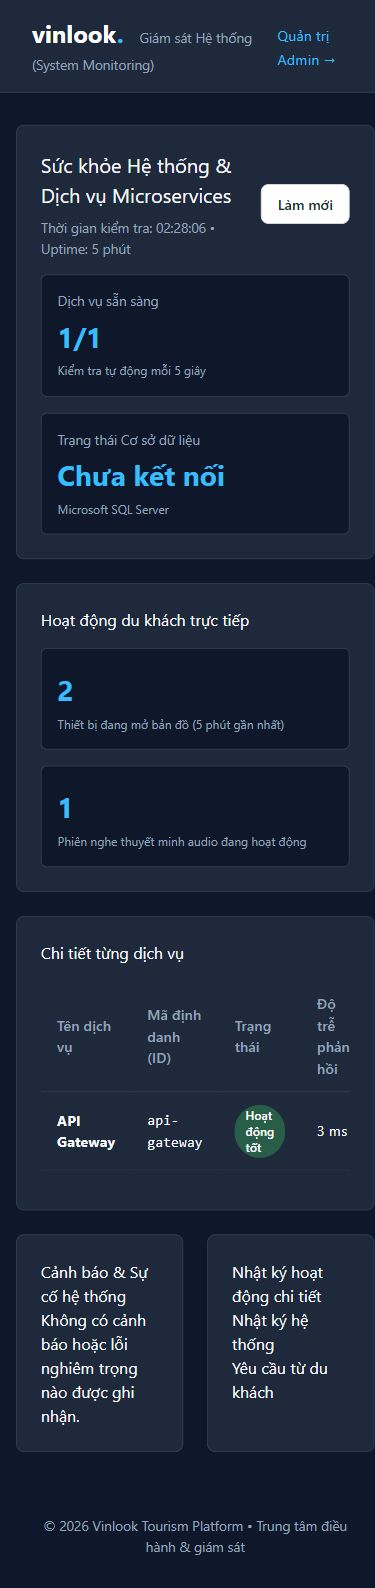 vinlook. Giám sát Hệ thống
(System Monitoring)
Quản trị
Admin →
Sức khỏe Hệ thống &
Dịch vụ Microservices
Thời gian kiểm tra: 02:28:06 •
Uptime: 5 phút
Làm mới
Dịch vụ sẵn sàng
1/1
Kiểm tra tự động mỗi 5 giây
Trạng thái Cơ sở dữ liệu
Chưa kết nối
Microsoft SQL Server
Hoạt động du khách trực tiếp
2
Thiết bị đang mở bản đồ (5 phút gần nhất)
1
Phiên nghe thuyết minh audio đang hoạt động
Chi tiết từng dịch vụ
Tên dịch
vụ
Mã định
danh
(ID)
Trạng
thái
Độ
trễ
phản
hồi
API
Gateway
api-
gateway
Hoạt
động
tốt
3 ms
Cảnh báo & Sự
cố hệ thống
Không có cảnh
báo hoặc lỗi
nghiêm trọng
nào được ghi
nhận.
Nhật ký hoạt
động chi tiết
Nhật ký hệ
thống
Yêu cầu từ du
khách
© 2026 Vinlook Tourism Platform • Trung tâm điều
hành & giám sát